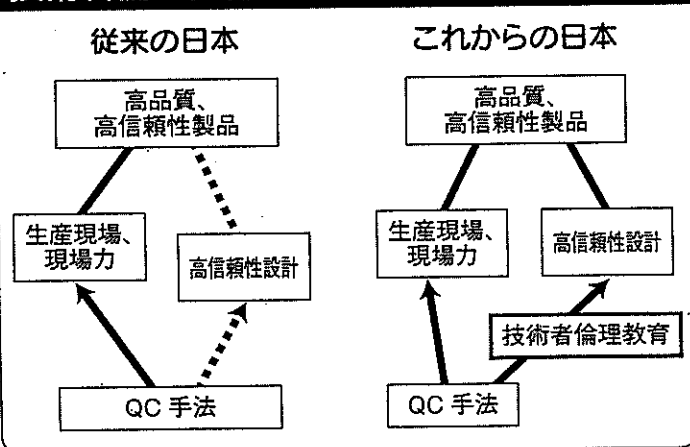 従来の日本
高品質、
高信頼性製品
生産現場、
現場力
高信頼性設計
QC 手法
これからの日本
高品質、
高信頼性製品
生産現場、
現場力
高信頼性設計
技術者倫理教育
QC 手法